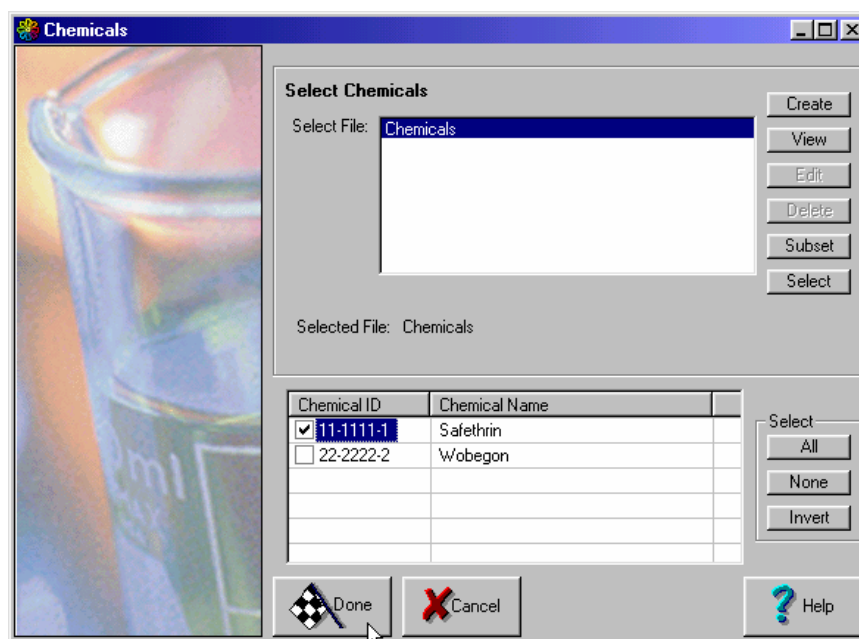 Chemicals
Select Chemicals
Select File:
Chemicals
Create
View
Edit
Delete
Subset
Select
Selected File: Chemicals
Chemical ID Chemical Name
11-1111-1 Safethrin
22-2222-2 Wobegon
Select
All
None
Invert
Done
Cancel
Help
ml